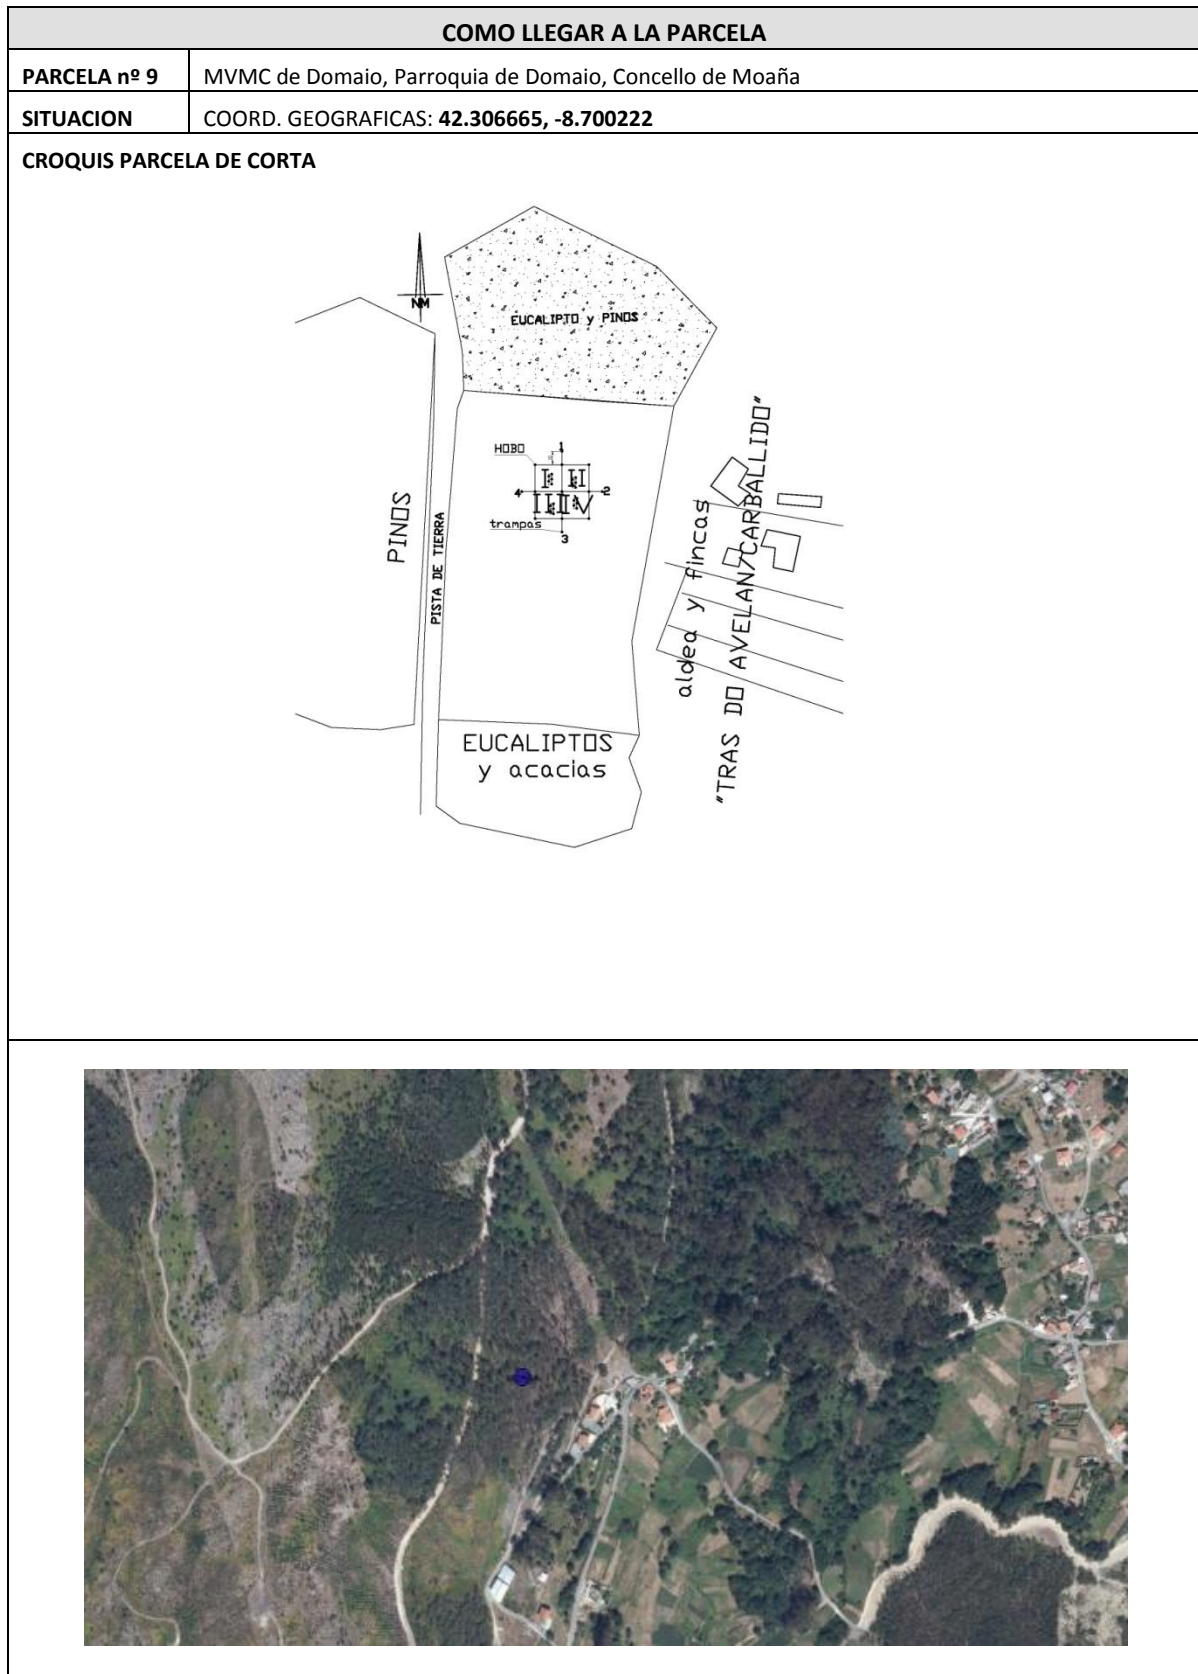 COMO LLEGAR A LA PARCELA
PARCELA nº 9
MVMC de Domaio, Parroquia de Domaio, Concello de Moaña
SITUACION
COORD. GEOGRAFICAS: 42.306665, -8.700222
CROQUIS PARCELA DE CORTA
NM
EUCALIPTO y PINOS
HOBO
1
I
II
4
2
III
IV
trampas
3
PINOS
PISTA DE TIERRA
aldea y fincas
"TRAS DO AVELAN/CARBALLIDO"
EUCALIPTOS
y acacias